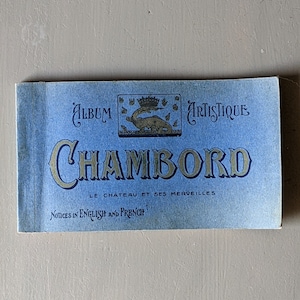 ALBUM ARTISTIQUE
CHAMBORD
LE CHATEAU ET SES MERVEILLES
NOTICES IN ENGLISH AND FRENCH